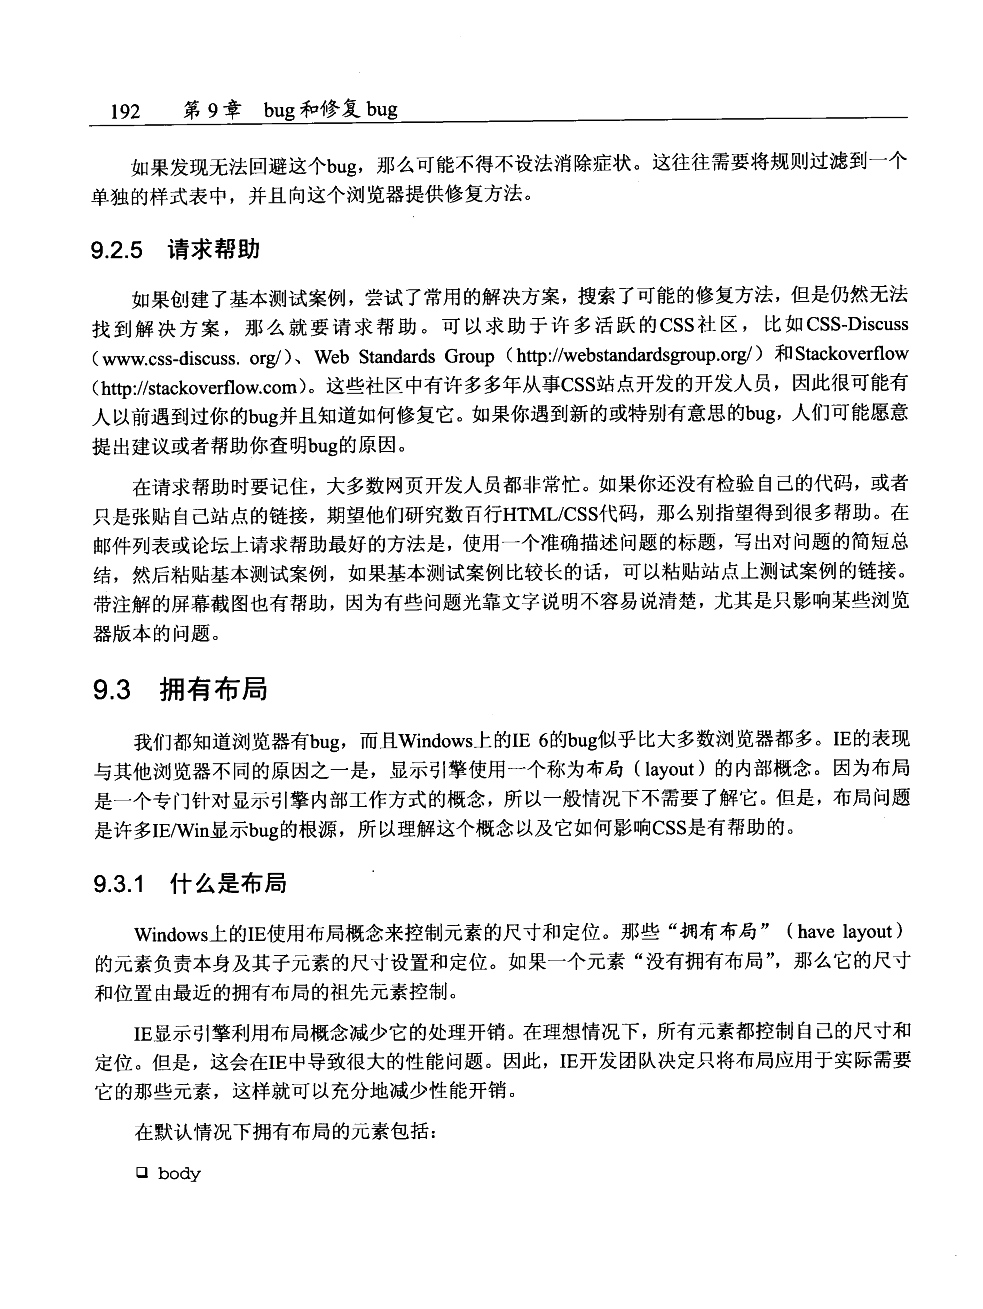 192 第9章 bug和修复bug
如果发现无法回避这个bug，那么可能不得不设法消除症状。这往往需要将规则过滤到一个
单独的样式表中，并且向这个浏览器提供修复方法。
9.2.5 请求帮助
如果创建了基本测试案例，尝试了常用的解决方案，搜索了可能的修复方法，但是仍然无法
找到解决方案，那么就要请求帮助。可以求助于许多活跃的CSS社区，比如CSS-Discuss
（www.css-discuss. org/）、Web Standards Group（http://webstandardsgroup.org/）和Stackoverflow
（http://stackoverflow.com）。这些社区中有许多多年从事CSS站点开发的开发人员，因此很可能有
人以前遇到过你的bug并且知道如何修复它。如果你遇到新的或特别有意思的bug，人们可能愿意
提出建议或者帮助你查明bug的原因。
在请求帮助时要记住，大多数网页开发人员都非常忙。如果你还没有检验自己的代码，或者
只是张贴自己站点的链接，期望他们研究数百行HTML/CSS代码，那么别指望得到很多帮助。在
邮件列表或论坛上请求帮助最好的方法是，使用一个准确描述问题的标题，写出对问题的简短总
结，然后粘贴基本测试案例，如果基本测试案例比较长的话，可以粘贴站点上测试案例的链接。
带注解的屏幕截图也有帮助，因为有些问题光靠文字说明不容易说清楚，尤其是只影响某些浏览
器版本的问题。
9.3 拥有布局
我们都知道浏览器有bug，而且Windows上的IE 6的bug似乎比大多数浏览器都多。IE的表现
与其他浏览器不同的原因之一是，显示引擎使用一个称为布局（layout）的内部概念。因为布局
是一个专门针对显示引擎内部工作方式的概念，所以一般情况下不需要了解它。但是，布局问题
是许多IE/Win显示bug的根源，所以理解这个概念以及它如何影响CSS是有帮助的。
9.3.1 什么是布局
Windows上的IE使用布局概念来控制元素的尺寸和定位。那些“拥有布局”（have layout）
的元素负责本身及其子元素的尺寸设置和定位。如果一个元素“没有拥有布局”，那么它的尺寸
和位置由最近的拥有布局的祖先元素控制。
IE显示引擎利用布局概念减少它的处理开销。在理想情况下，所有元素都控制自己的尺寸和
定位。但是，这会在IE中导致很大的性能问题。因此，IE开发团队决定只将布局应用于实际需要
它的那些元素，这样就可以充分地减少性能开销。
在默认情况下拥有布局的元素包括：
❑ body